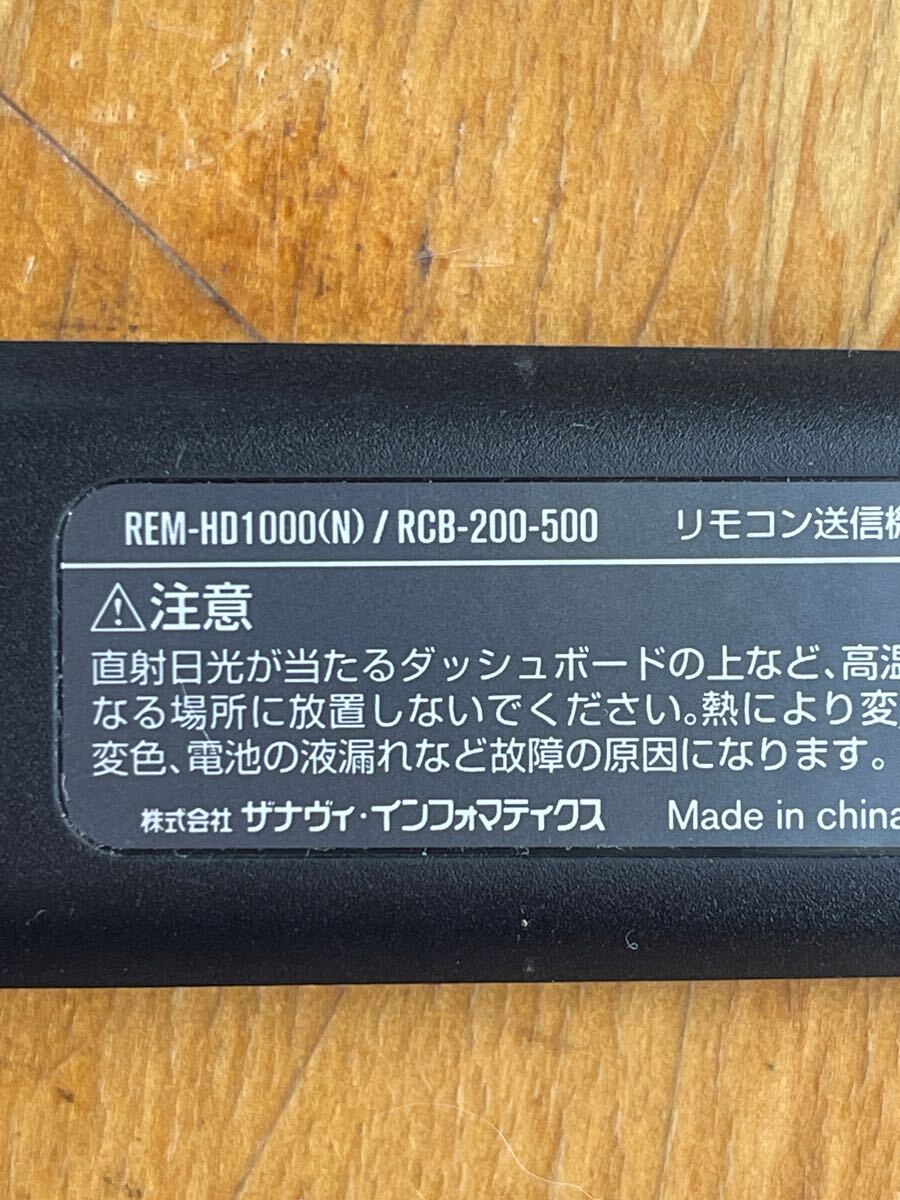 REM-HD1000(N) / RCB-200-500 リモコン送信機
⚠注意
直射日光が当たるダッシュボードの上など、高温
なる場所に放置しないでください。熱により変
変色、電池の液漏れなど故障の原因になります。
株式会社 ザナヴィ・インフォマティクス Made in china